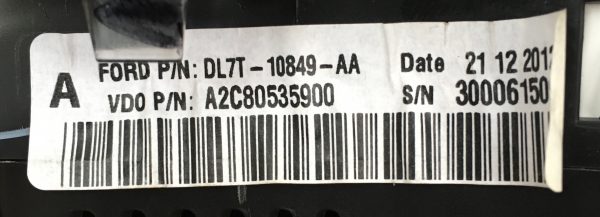 A
FORD P/N: DL7T-10849-AA Date 21 12 201
VDO P/N: A2C80535900 S/N 30006150